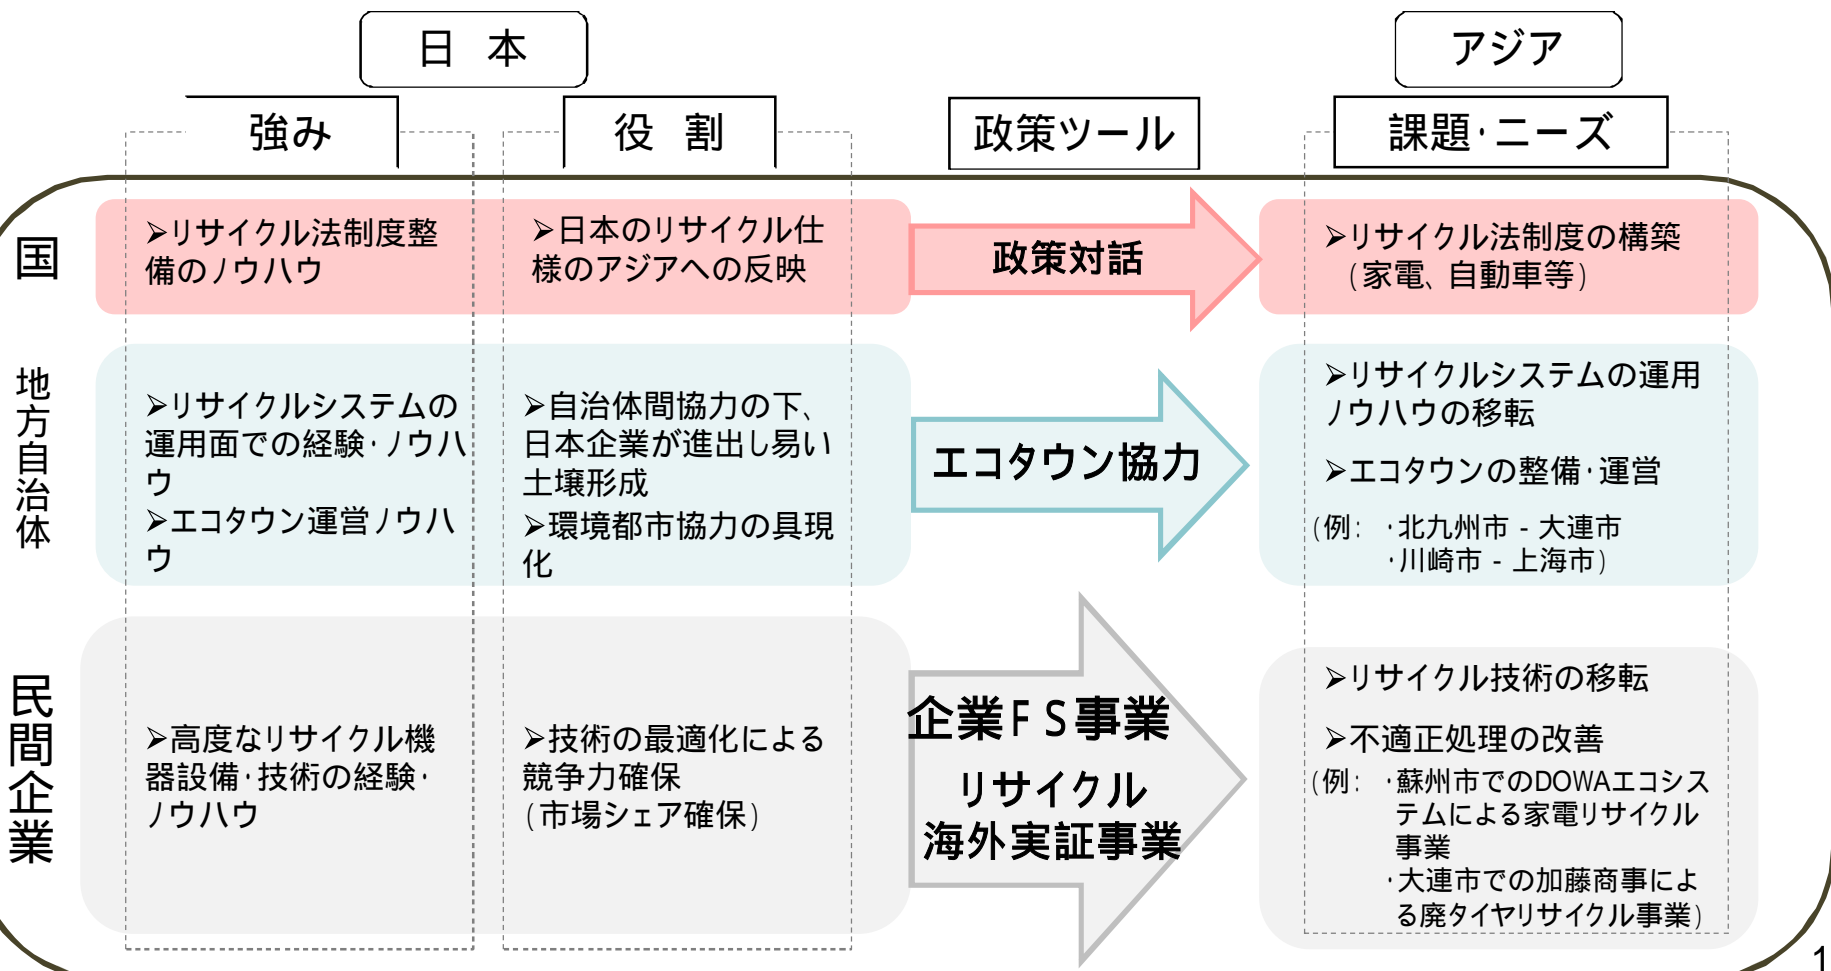 日 本
アジア
強み
役 割
政策ツール
課題・ニーズ
国
➢リサイクル法制度整
備のノウハウ
➢日本のリサイクル仕
様のアジアへの反映
政策対話
➢リサイクル法制度の構築
(家電、自動車等)
地方自治体
➢リサイクルシステムの
運用面での経験・ノウハ
ウ
➢エコタウン運営ノウハ
ウ
➢自治体間協力の下、
日本企業が進出し易い
土壌形成
➢環境都市協力の具現
化
エコタウン協力
➢リサイクルシステムの運用
ノウハウの移転
➢エコタウンの整備・運営
(例: ・北九州市 - 大連市
・川崎市 - 上海市)
民間企業
➢高度なリサイクル機
器設備・技術の経験・
ノウハウ
➢技術の最適化による
競争力確保
(市場シェア確保)
企業FS事業
リサイクル
海外実証事業
➢リサイクル技術の移転
➢不適正処理の改善
(例: ・蘇州市でのDOWAエコシス
テムによる家電リサイクル
事業
・大連市での加藤商事によ
る廃タイヤリサイクル事業)
1